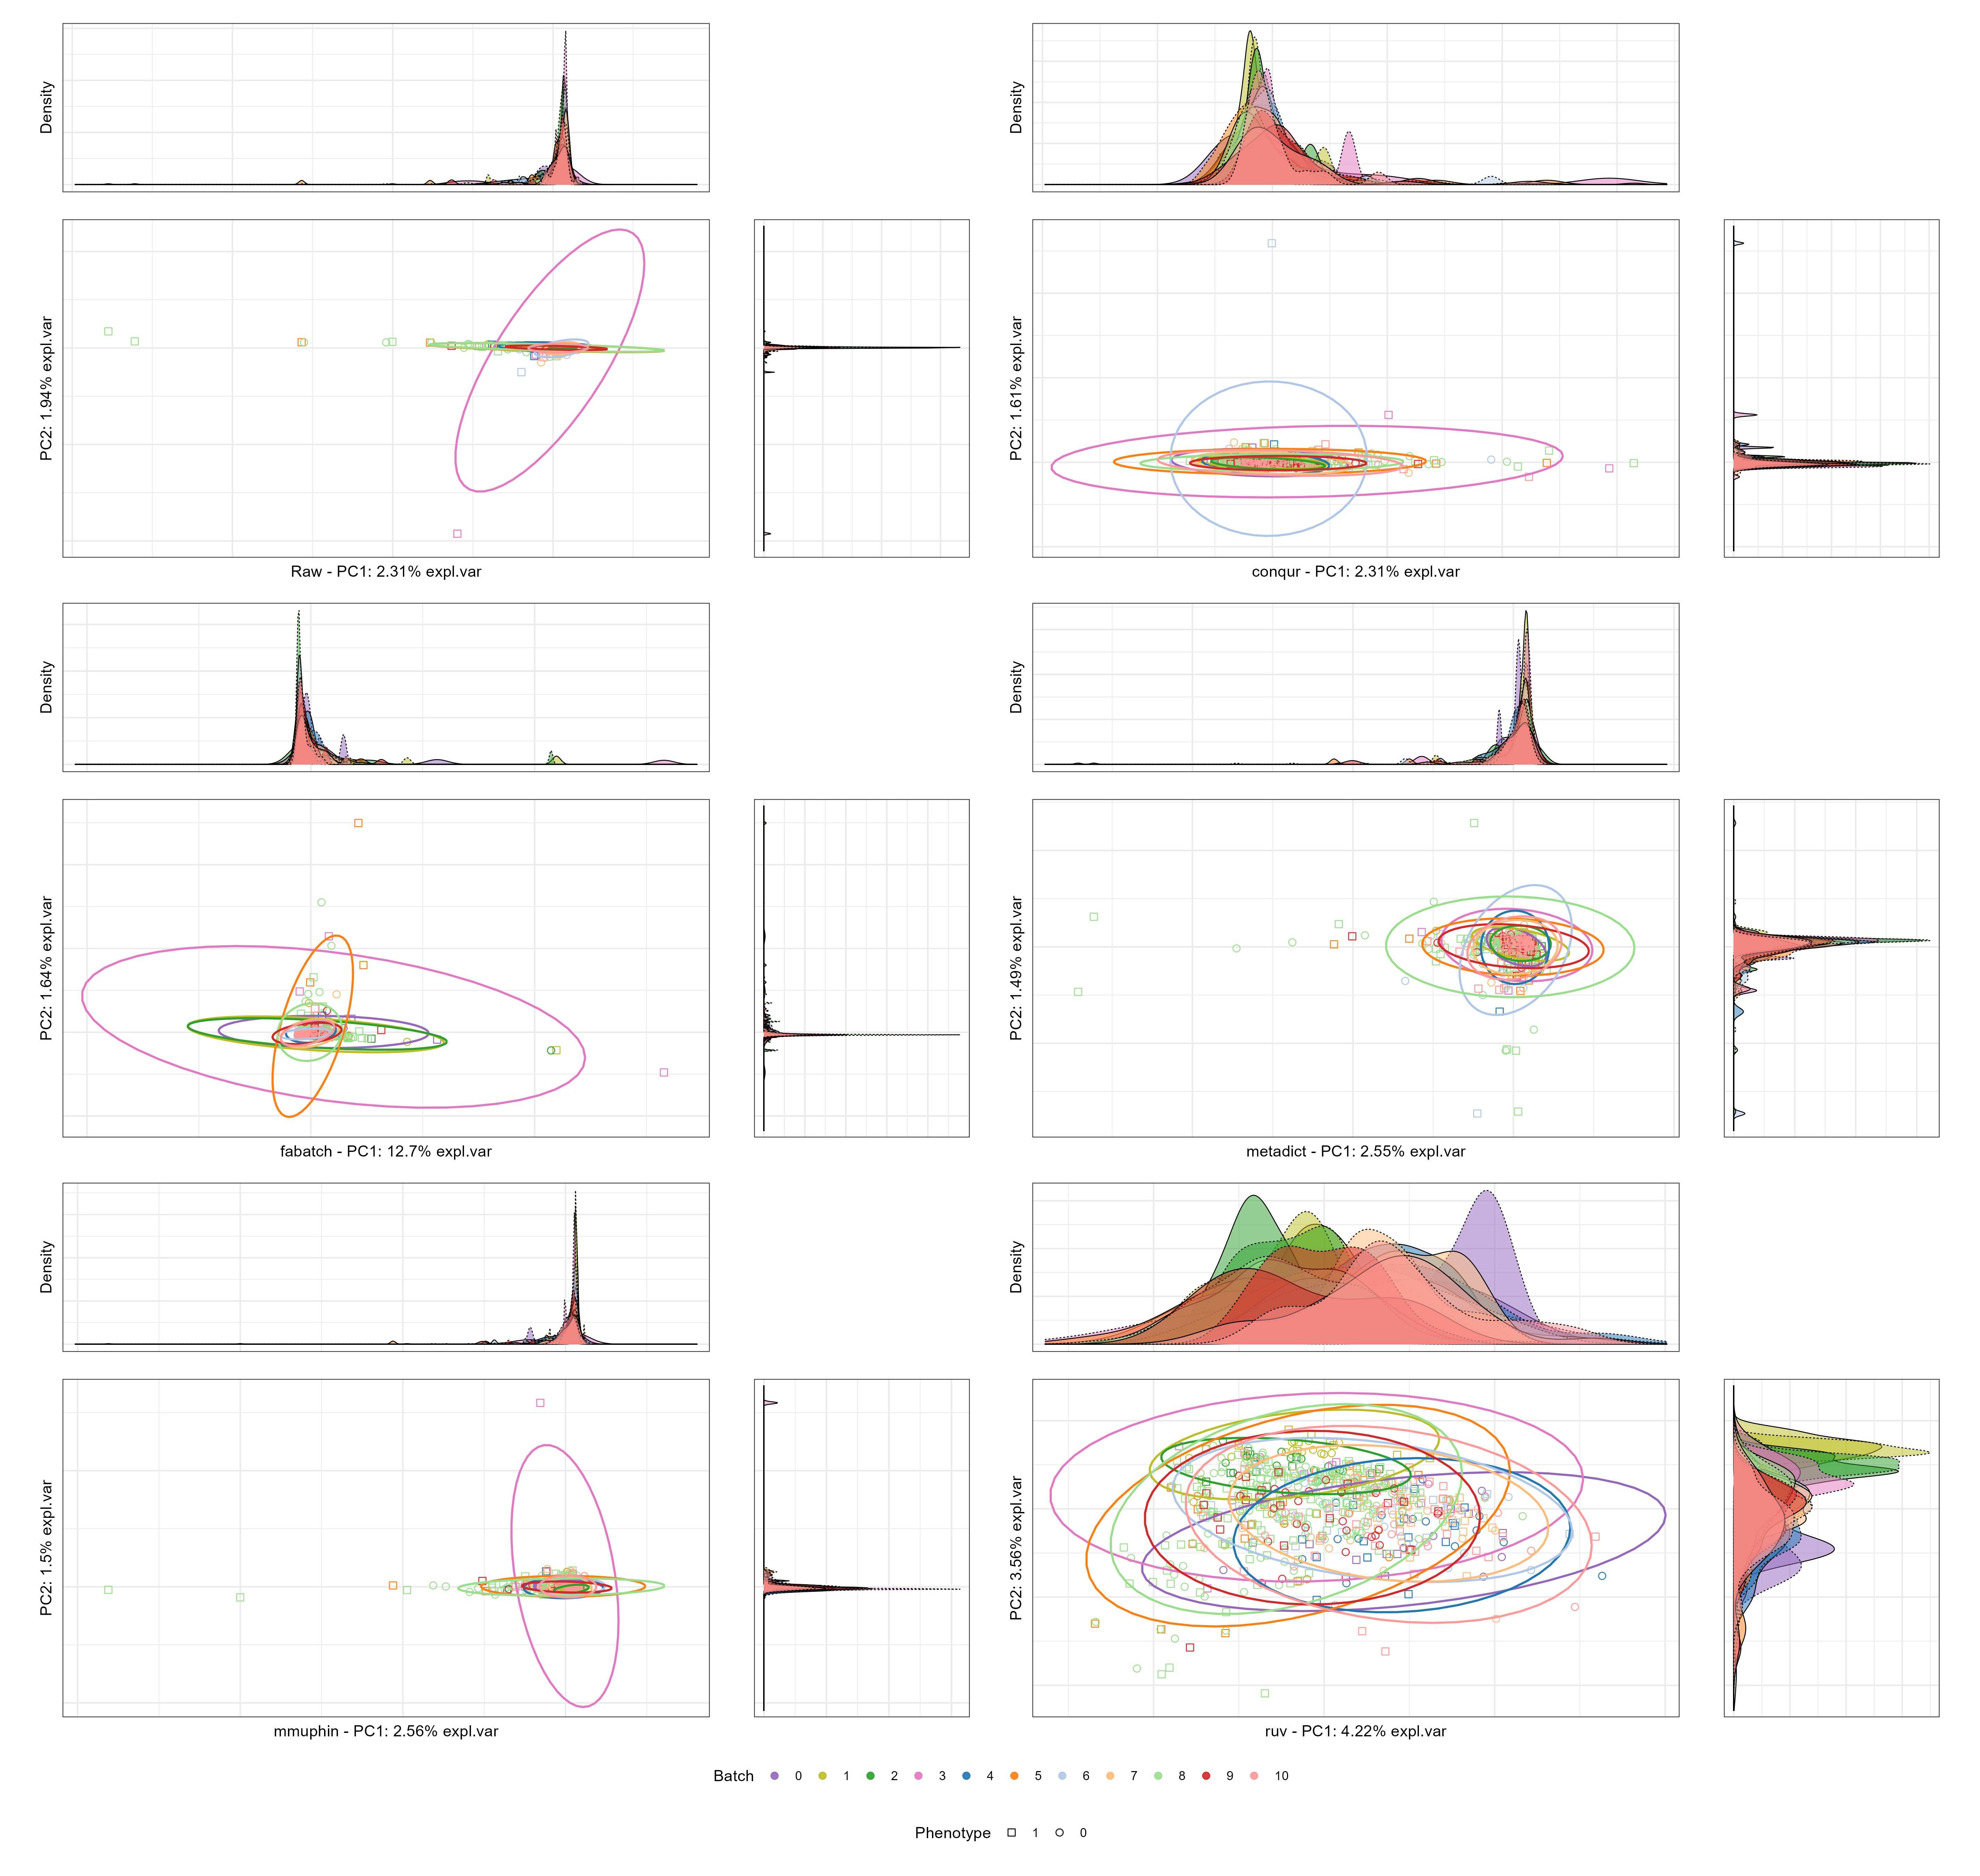 Density
Density
PC2: 1.94% expl.var
Raw - PC1: 2.31% expl.var
PC2: 1.61% expl.var
conqur - PC1: 2.31% expl.var
Density
Density
PC2: 1.64% expl.var
fabatch - PC1: 12.7% expl.var
PC2: 1.49% expl.var
metadict - PC1: 2.55% expl.var
Density
Density
PC2: 1.5% expl.var
mmuphin - PC1: 2.56% expl.var
PC2: 3.56% expl.var
ruv - PC1: 4.22% expl.var
Batch 0 1 2 3 4 5 6 7 8 9 10
Phenotype 1 0